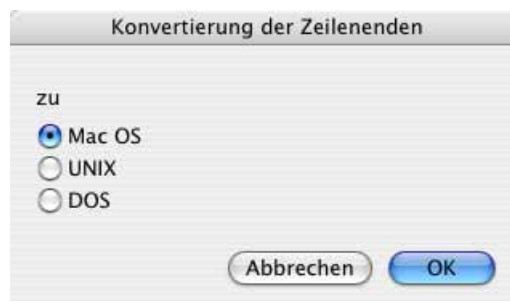 Konvertierung der Zeilenenden
zu
Mac OS
UNIX
DOS
Abbrechen OK